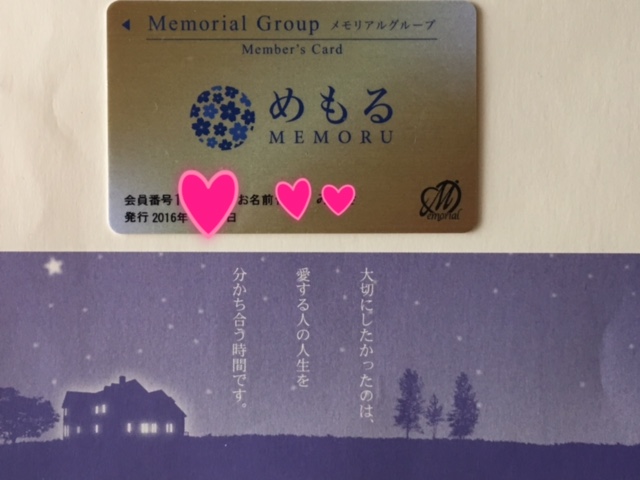 Memorial Group メモリアルグループ
Member's Card
めもる
MEMORU
会員番号 お名前
発行 2016年 日
Memorial
大切にしたかったのは、
愛する人の人生を
分かち合う時間です。